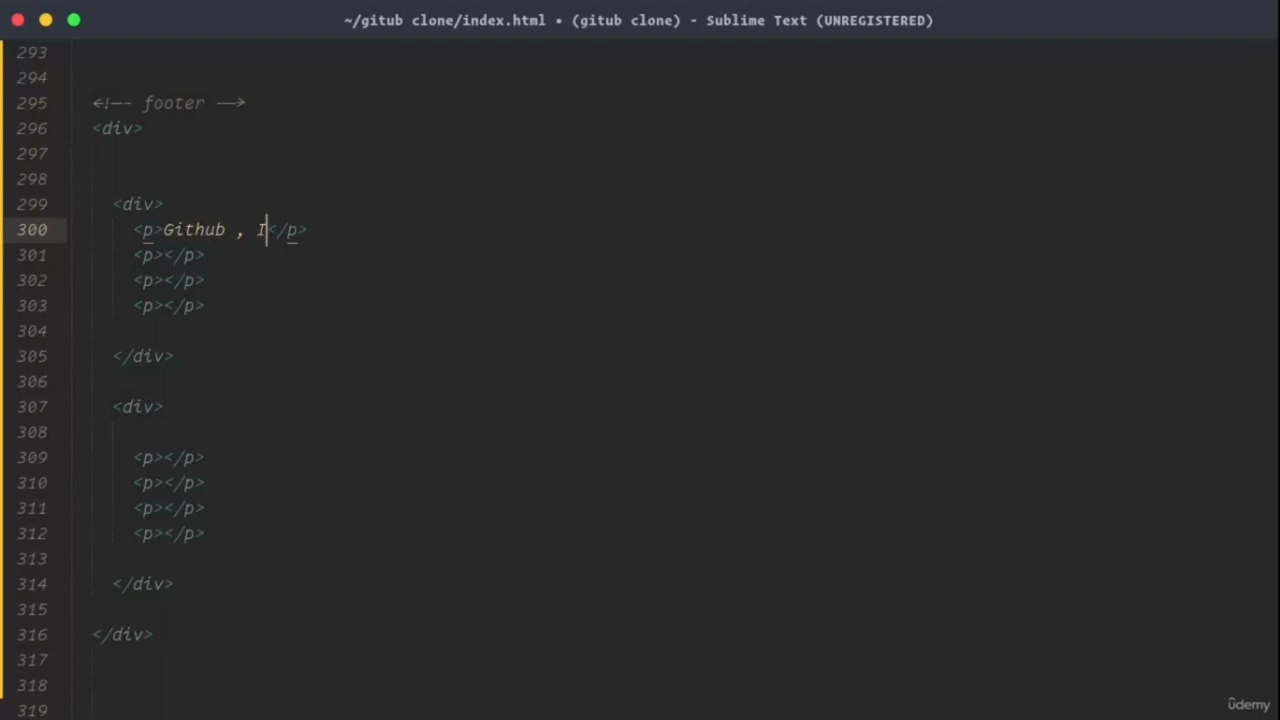 ~/gitub clone/index.html • (gitub clone) - Sublime Text (UNREGISTERED)
293
294
295 <!-- footer -->
296 <div>
297
298
299 <div>
300 <p>Github , I</p>
301 <p></p>
302 <p></p>
303 <p></p>
304
305 </div>
306
307 <div>
308
309 <p></p>
310 <p></p>
311 <p></p>
312 <p></p>
313
314 </div>
315
316 </div>
317
318
319
ûdemy